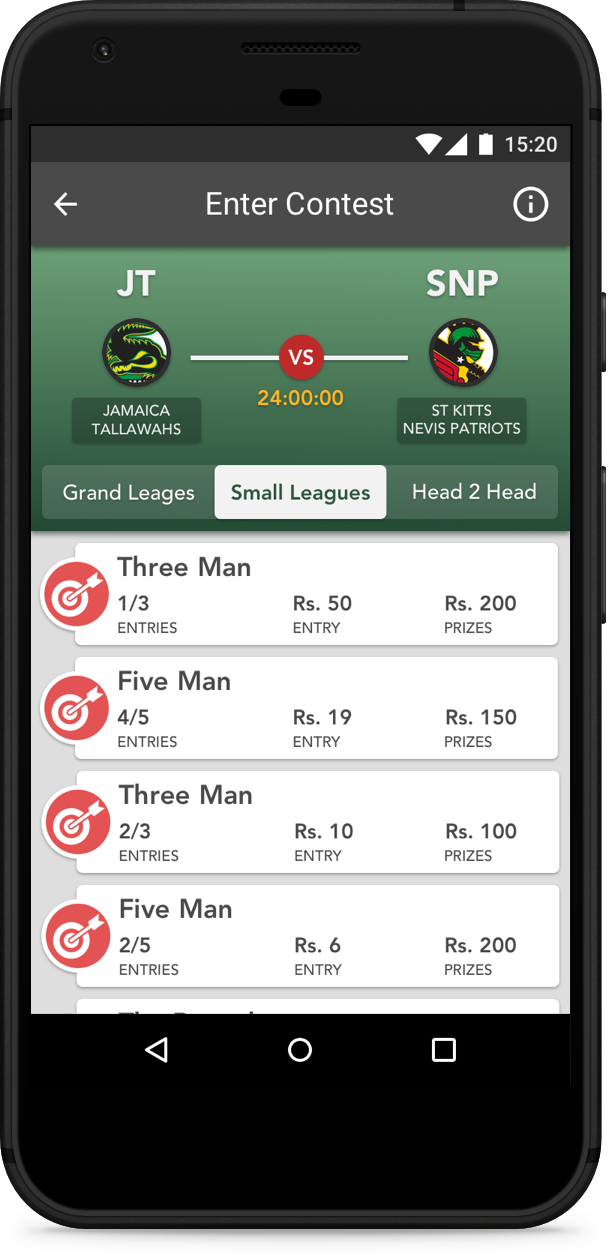 15:20
Enter Contest
JT
SNP
VS
24:00:00
JAMAICA
TALLAWAHS
ST KITTS
NEVIS PATRIOTS
Grand Leages
Small Leagues
Head 2 Head
Three Man
1/3
Rs. 50
Rs. 200
ENTRIES
ENTRY
PRIZES
Five Man
4/5
Rs. 19
Rs. 150
ENTRIES
ENTRY
PRIZES
Three Man
2/3
Rs. 10
Rs. 100
ENTRIES
ENTRY
PRIZES
Five Man
2/5
Rs. 6
Rs. 200
ENTRIES
ENTRY
PRIZES